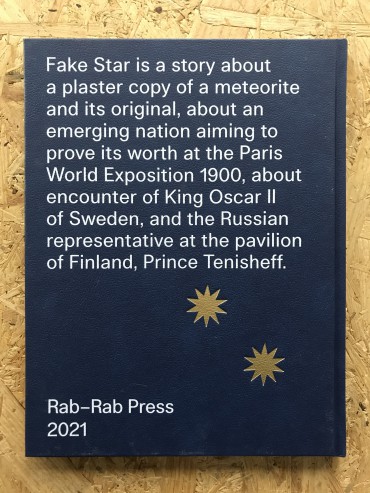 Fake Star is a story about
a plaster copy of a meteorite
and its original, about an
emerging nation aiming to
prove its worth at the Paris
World Exposition 1900, about
encounter of King Oscar II
of Sweden, and the Russian
representative at the pavilion
of Finland, Prince Tenisheff.
Rab–Rab Press
2021